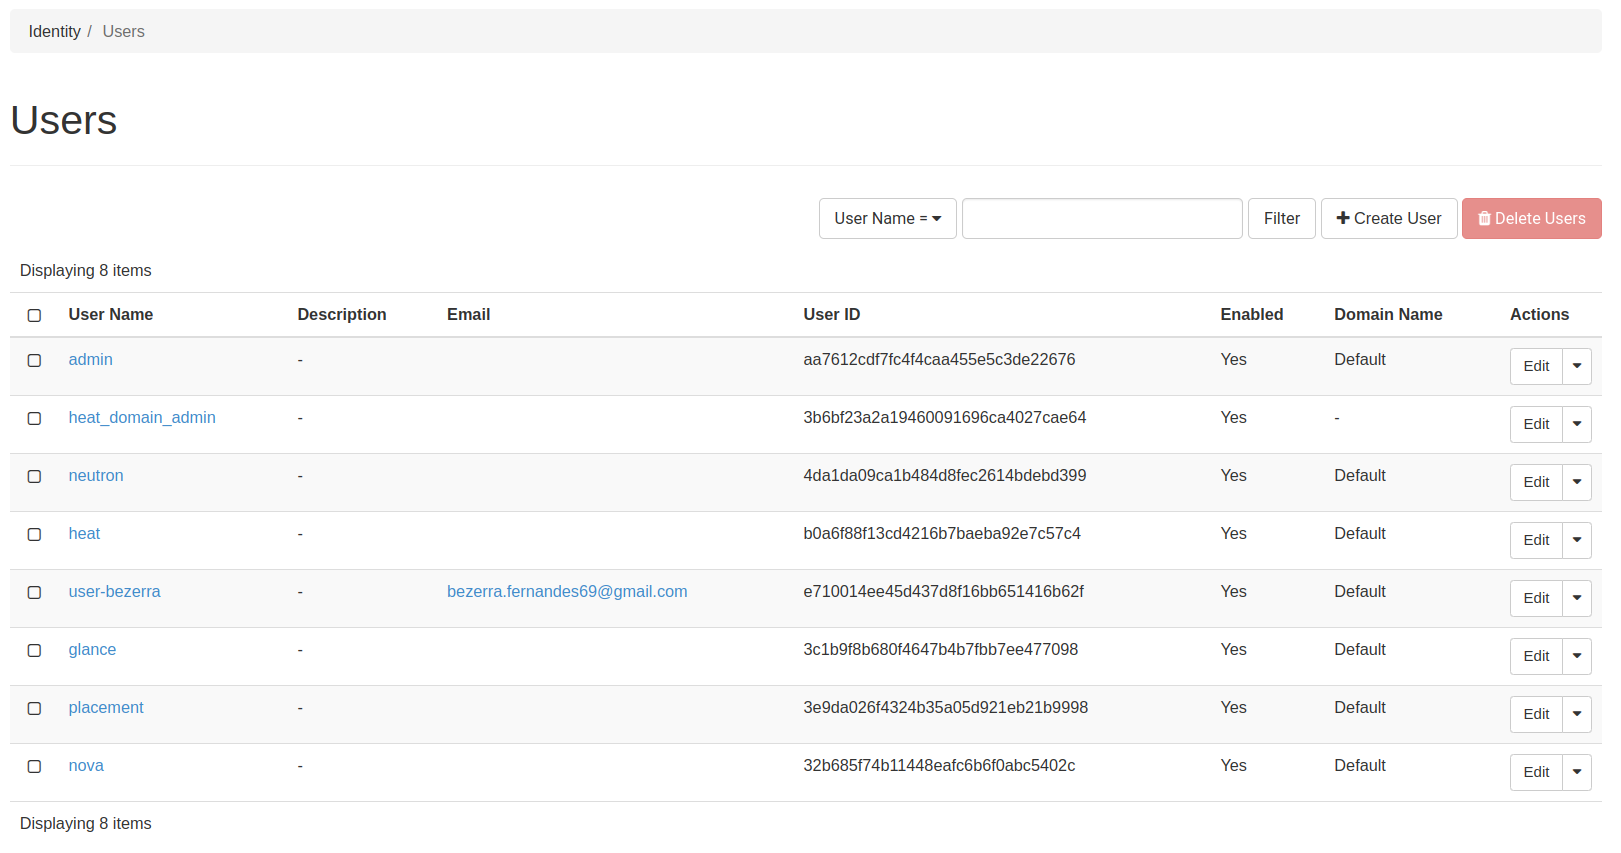 Identity / Users
Users
User Name =
Filter
Create User
Delete Users
Displaying 8 items
User Name Description Email User ID Enabled Domain Name Actions
admin - aa7612cdf7fc4f4caa455e5c3de22676 Yes Default Edit
heat_domain_admin - 3b6bf23a2a19460091696ca4027cae64 Yes - Edit
neutron - 4da1da09ca1b484d8fec2614bdebd399 Yes Default Edit
heat - b0a6f88f13cd4216b7baeba92e7c57c4 Yes Default Edit
user-bezerra - bezerra.fernandes69@gmail.com e710014ee45d437d8f16bb651416b62f Yes Default Edit
glance - 3c1b9f8b680f4647b4b7fbb7ee477098 Yes Default Edit
placement - 3e9da026f4324b35a05d921eb21b9998 Yes Default Edit
nova - 32b685f74b11448eafc6b6f0abc5402c Yes Default Edit
Displaying 8 items